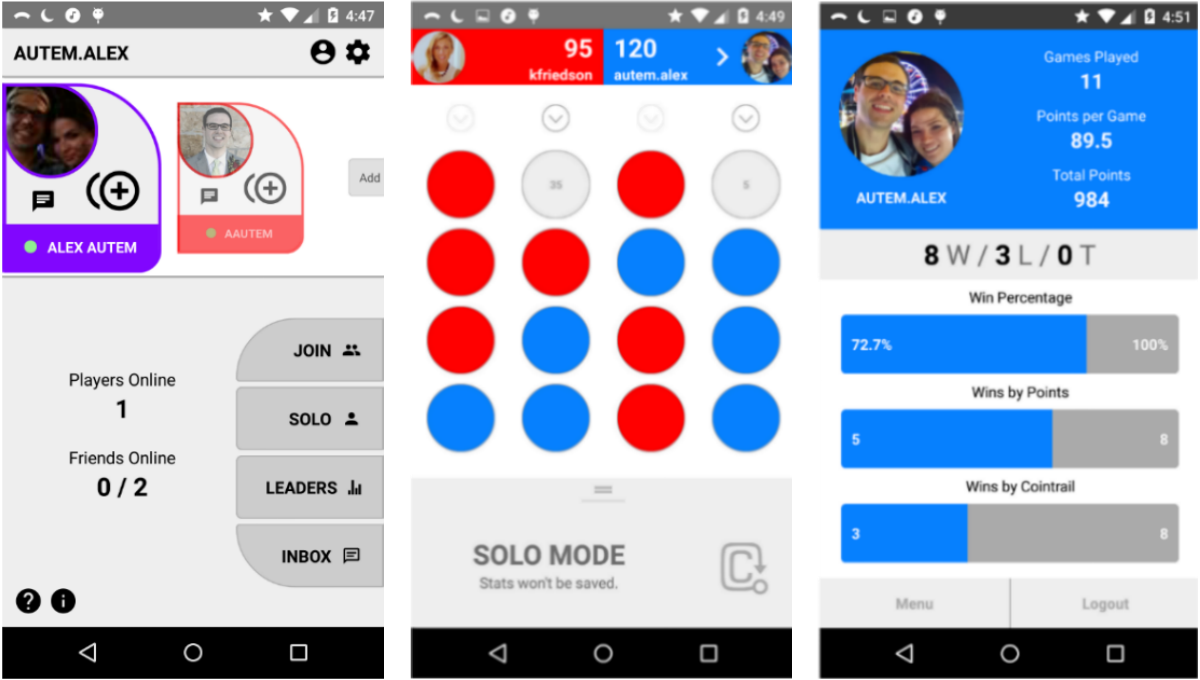 4:47
AUTEM.ALEX
Add
ALEX AUTEM
AAUTEM
Players Online
1
Friends Online
0 / 2
JOIN
SOLO
LEADERS
INBOX
4:49
95
kfriedson
120
autem.alex
35
5
SOLO MODE
Stats won't be saved.
4:51
AUTEM.ALEX
Games Played
11
Points per Game
89.5
Total Points
984
8 W / 3 L / 0 T
Win Percentage
72.7% 100%
Wins by Points
5 8
Wins by Cointrail
3 8
Menu Logout